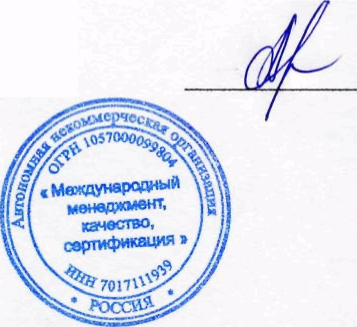 Автономная некоммерческая организация
ОГРН 1057000099804
« Международный
менеджмент,
качество,
сертификация »
ИНН 7017111939
* РОССИЯ *